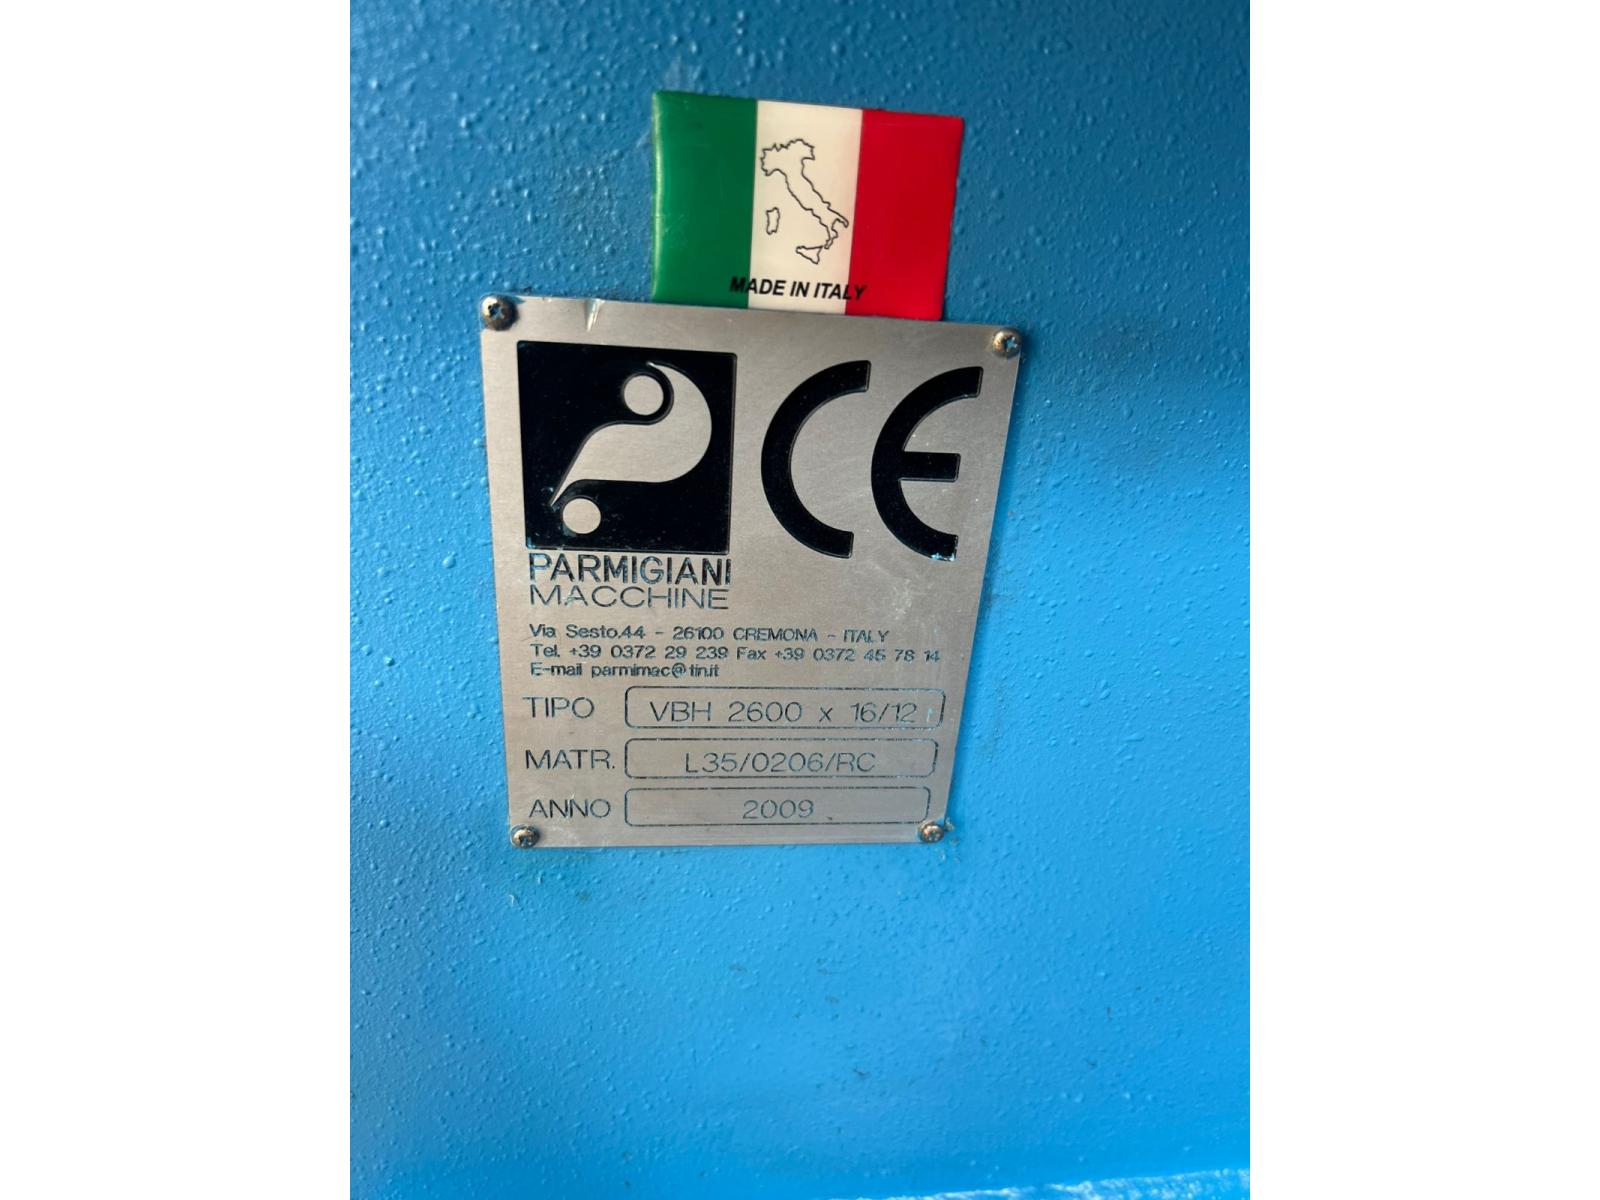 MADE IN ITALY
CE
PARMIGIANI
MACCHINE
Via Sesto,44 - 26100 CREMONA - ITALY
Tel. +39 0372 29 239 Fax +39 0372 45 78 14
E-mail parmimac@tin.it
TIPO VBH 2600 x 16/12
MATR. L35/0206/RC
ANNO 2009